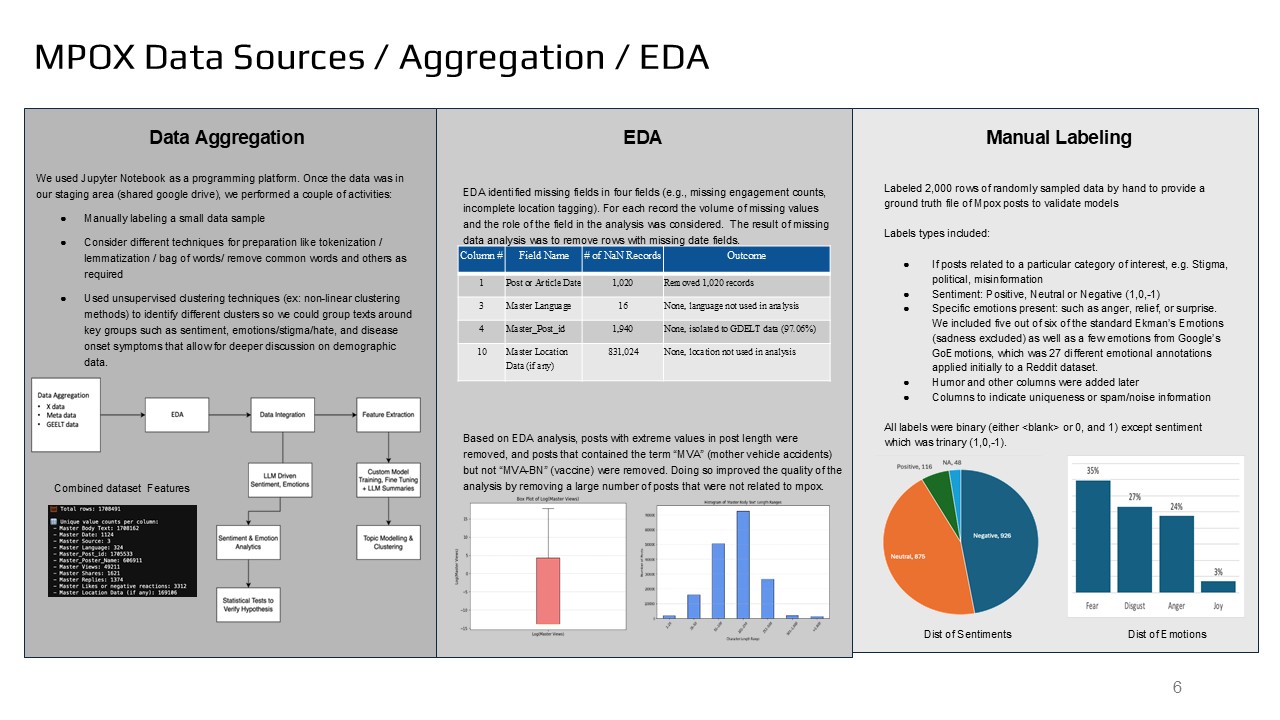 MPOX Data Sources / Aggregation / EDA
Data Aggregation
We used Jupyter Notebook as a programming platform. Once the data was in
our staging area (shared google drive), we performed a couple of activities:
● Manually labeling a small data sample
● Consider different techniques for preparation like tokenization /
lemmatization / bag of words/ remove common words and others as
required
● Used unsupervised clustering techniques (ex: non-linear clustering
methods) to identify different clusters so we could group texts around
key groups such as sentiment, emotions/stigma/hate, and disease
onset symptoms that allow for deeper discussion on demographic
data.
Data Aggregation
• X data
• Meta data
• GEELT data
EDA
Data Integration
Feature Extraction
LLM Driven
Sentiment, Emotions
Custom Model
Training, Fine Tuning
+ LLM Summaries
Sentiment & Emotion
Analytics
Topic Modelling &
Clustering
Statistical Tests to
Verify Hypothesis
Combined dataset Features
Total rows: 1708491
Unique value counts per column:
– Master Body Text: 1708162
– Master Date: 1124
– Master Source: 3
– Master Language: 324
– Master_Post_id: 1705533
– Master_Poster_Name: 606911
– Master Views: 49211
– Master Shares: 1621
– Master Replies: 1374
– Master Likes or negative reactions: 3312
– Master Location Data (if any): 169106
EDA
EDA identified missing fields in four fields (e.g., missing engagement counts,
incomplete location tagging). For each record the volume of missing values
and the role of the field in the analysis was considered. The result of missing
data analysis was to remove rows with missing date fields.
Column # Field Name # of NaN Records Outcome
1 Post or Article Date 1,020 Removed 1,020 records
3 Master Language 16 None, language not used in analysis
4 Master_Post_id 1,940 None, isolated to GDELT data (97.06%)
10 Master Location 831,024 None, location not used in analysis
Data (if any)
Based on EDA analysis, posts with extreme values in post length were
removed, and posts that contained the term “MVA” (mother vehicle accidents)
but not “MVA-BN” (vaccine) were removed. Doing so improved the quality of the
analysis by removing a large number of posts that were not related to mpox.
Box Plot of Log(Master Views)
Log(Master Views)
15
10
5
0
−5
−10
−15
Log(Master Views)
Histogram of 'Master Body Text' Length Ranges
Character Length Range
Manual Labeling
Labeled 2,000 rows of randomly sampled data by hand to provide a
ground truth file of Mpox posts to validate models
Labels types included:
● If posts related to a particular category of interest, e.g. Stigma,
political, misinformation
● Sentiment: Positive, Neutral or Negative (1,0,-1)
● Specific emotions present: such as anger, relief, or surprise.
We included five out of six of the standard Ekman's Emotions
(sadness excluded) as well as a few emotions from Google's
GoEmotions, which was 27 different emotional annotations
applied initially to a Reddit dataset.
● Humor and other columns were added later
● Columns to indicate uniqueness or spam/noise information
All labels were binary (either <blank> or 0, and 1) except sentiment
which was trinary (1,0,-1).
Positive, 116
NA, 48
Negative, 926
Neutral, 875
Dist of Sentiments
35%
27%
24%
3%
Fear Disgust Anger Joy
Dist of Emotions
6